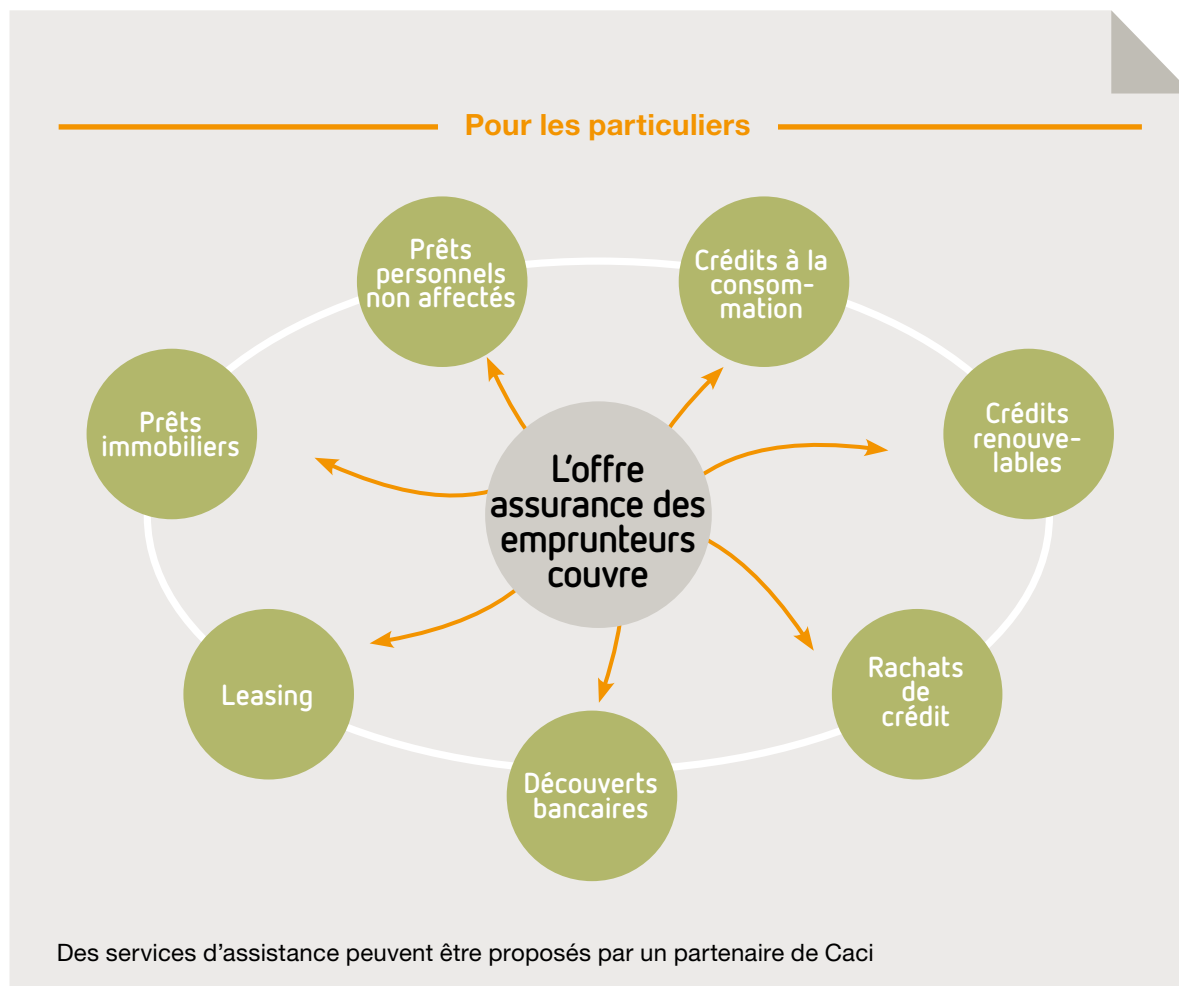 Pour les particuliers
Prêts
personnels
non affectés
Crédits à la
consom-
mation
Prêts
immobiliers
Crédits
renouve-
lables
L'offre
assurance des
emprunteurs
couvre
Leasing
Rachats
de
crédit
Découverts
bancaires
Des services d'assistance peuvent être proposés par un partenaire de Caci